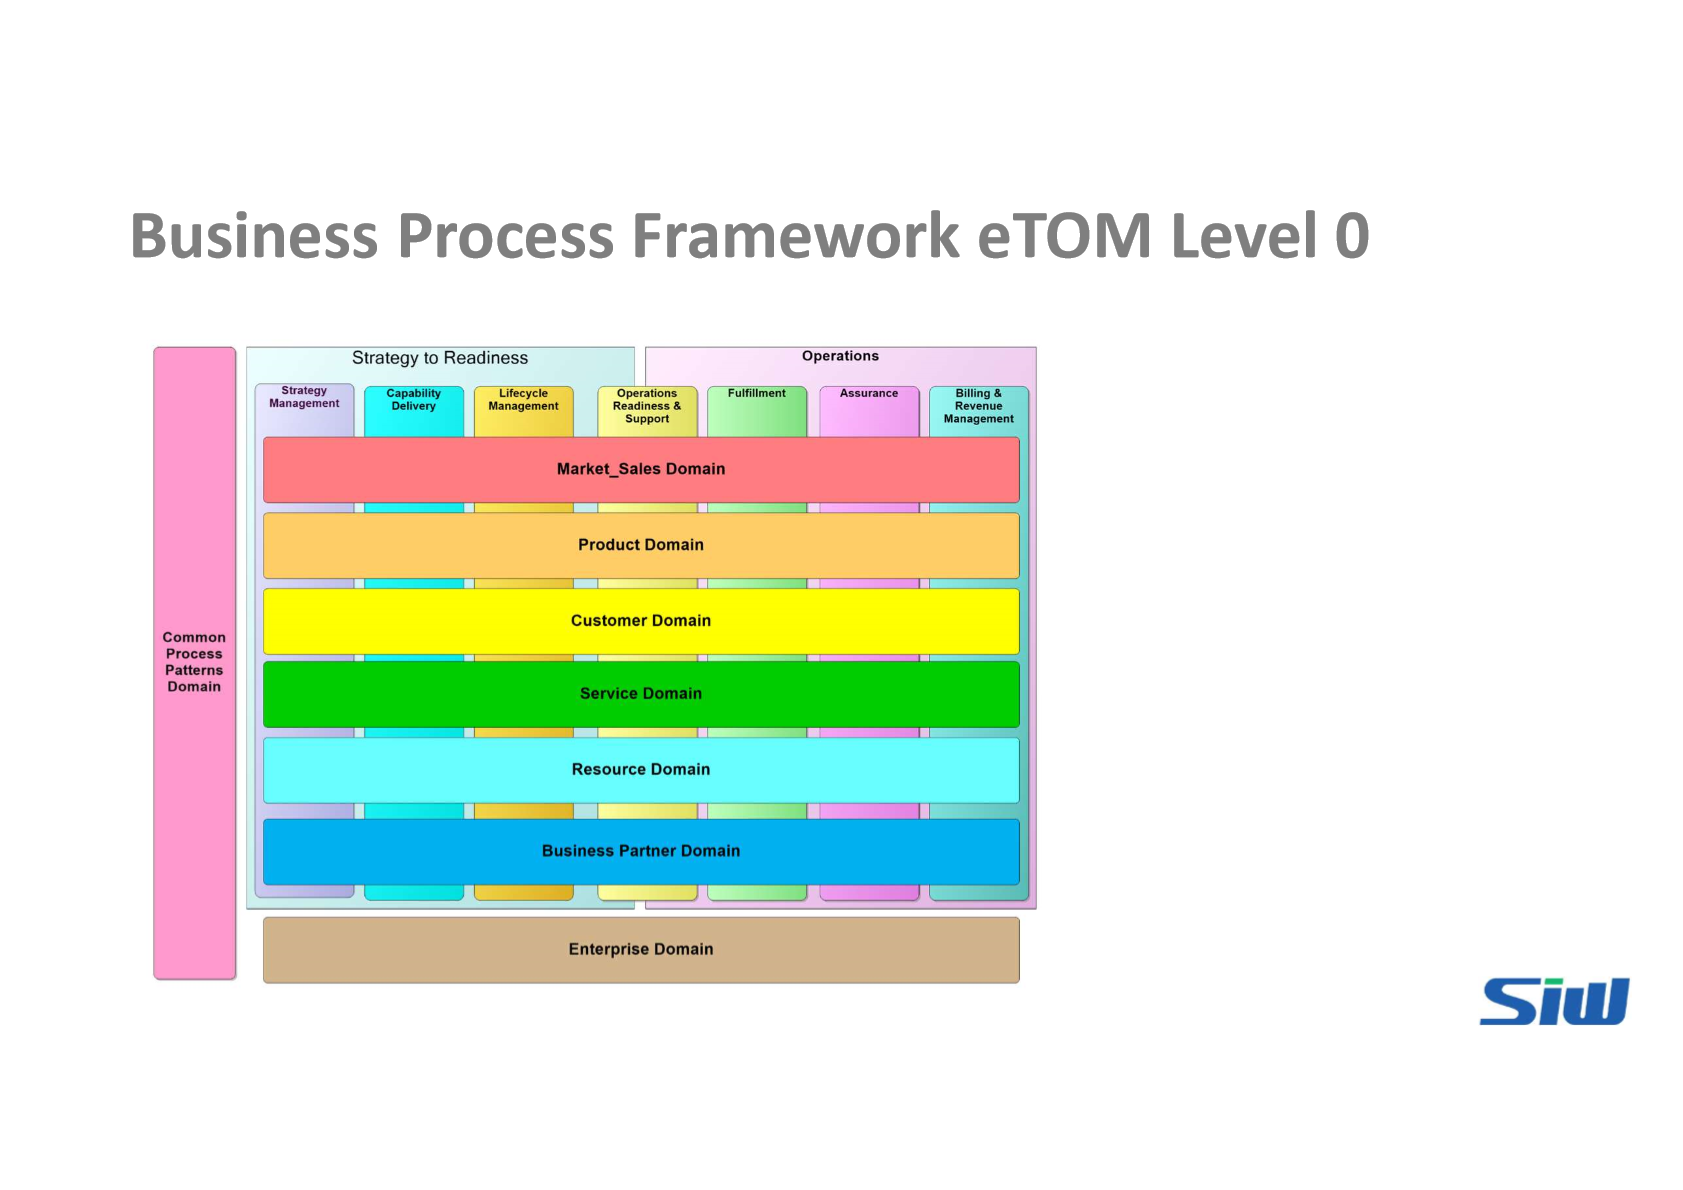 Business Process Framework eTOM Level 0
Strategy to Readiness
Operations
Strategy
Management
Capability
Delivery
Lifecycle
Management
Operations
Readiness &
Support
Fulfillment
Assurance
Billing &
Revenue
Management
Market_Sales Domain
Product Domain
Customer Domain
Service Domain
Resource Domain
Business Partner Domain
Enterprise Domain
Common
Process
Patterns
Domain
Siw